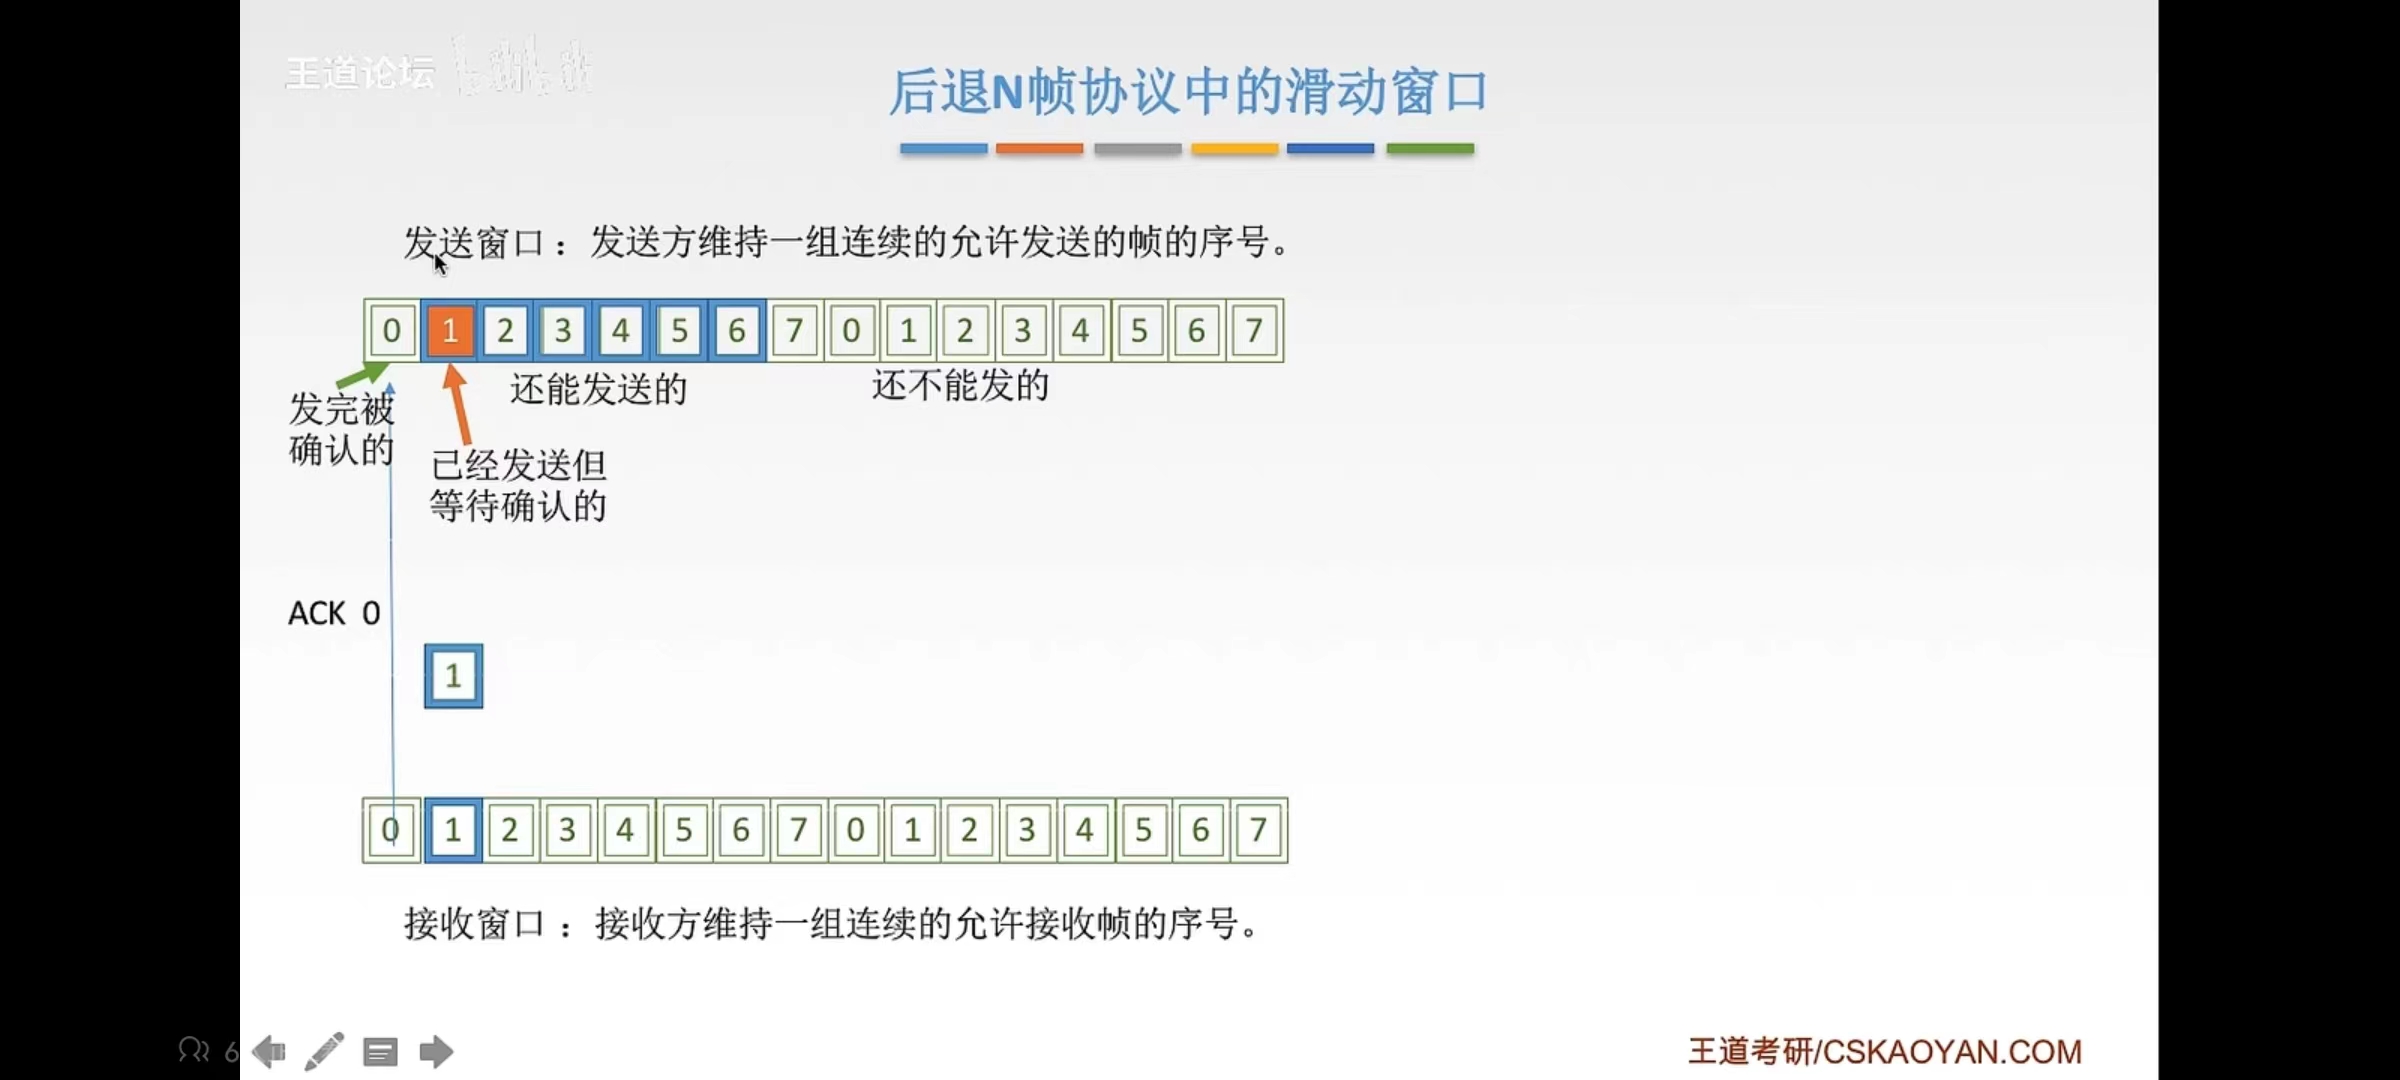 王道论坛 bilibili
后退N帧协议中的滑动窗口
发送窗口：发送方维持一组连续的允许发送的帧的序号。
0 1 2 3 4 5 6 7 0 1 2 3 4 5 6 7
还能发送的 还不能发的
发完被
确认的
已经发送但
等待确认的
ACK 0
1
0 1 2 3 4 5 6 7 0 1 2 3 4 5 6 7
接收窗口：接收方维持一组连续的允许接收帧的序号。
6
王道考研/CSKAOYAN.COM